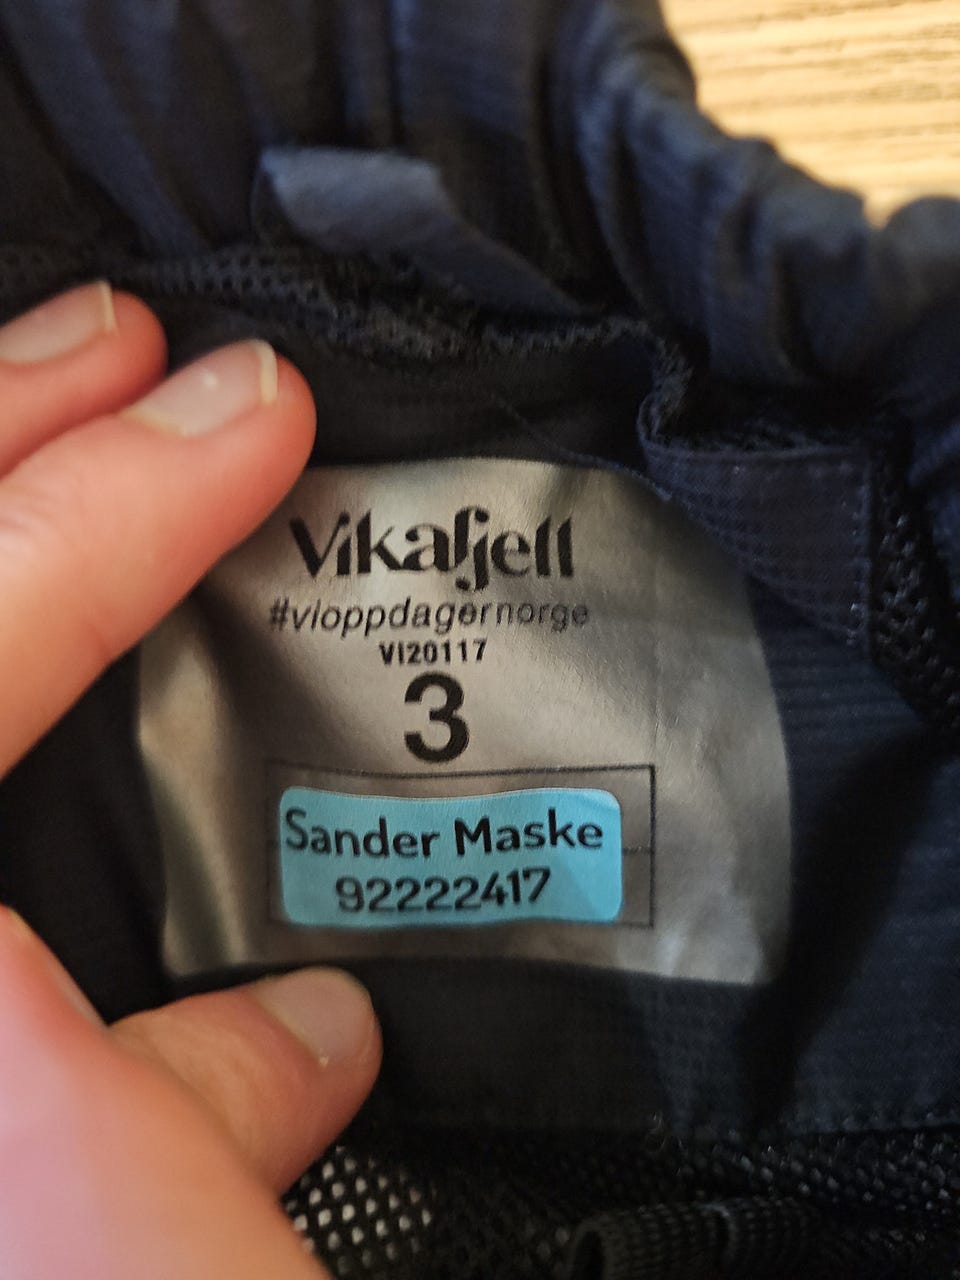 Vikafjell
#vioppdagernorge
VI20117
3
Sander Maske
92222417